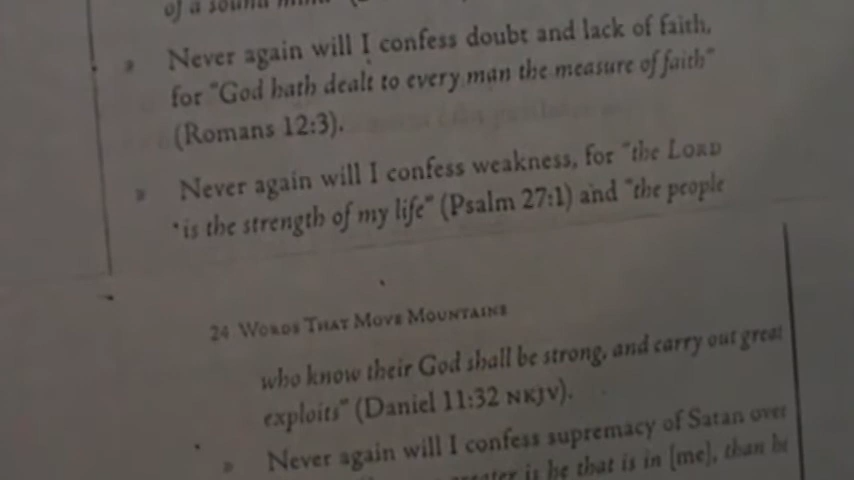 of a sound mind"
» Never again will I confess doubt and lack of faith,
for "God hath dealt to every man the measure of faith"
(Romans 12:3).
» Never again will I confess weakness, for "the LORD
is the strength of my life" (Psalm 27:1) and "the people
24 WORDS THAT MOVE MOUNTAINS
who know their God shall be strong, and carry out great
exploits" (Daniel 11:32 NKJV).
» Never again will I confess supremacy of Satan over
greater is he that is in [me], than he